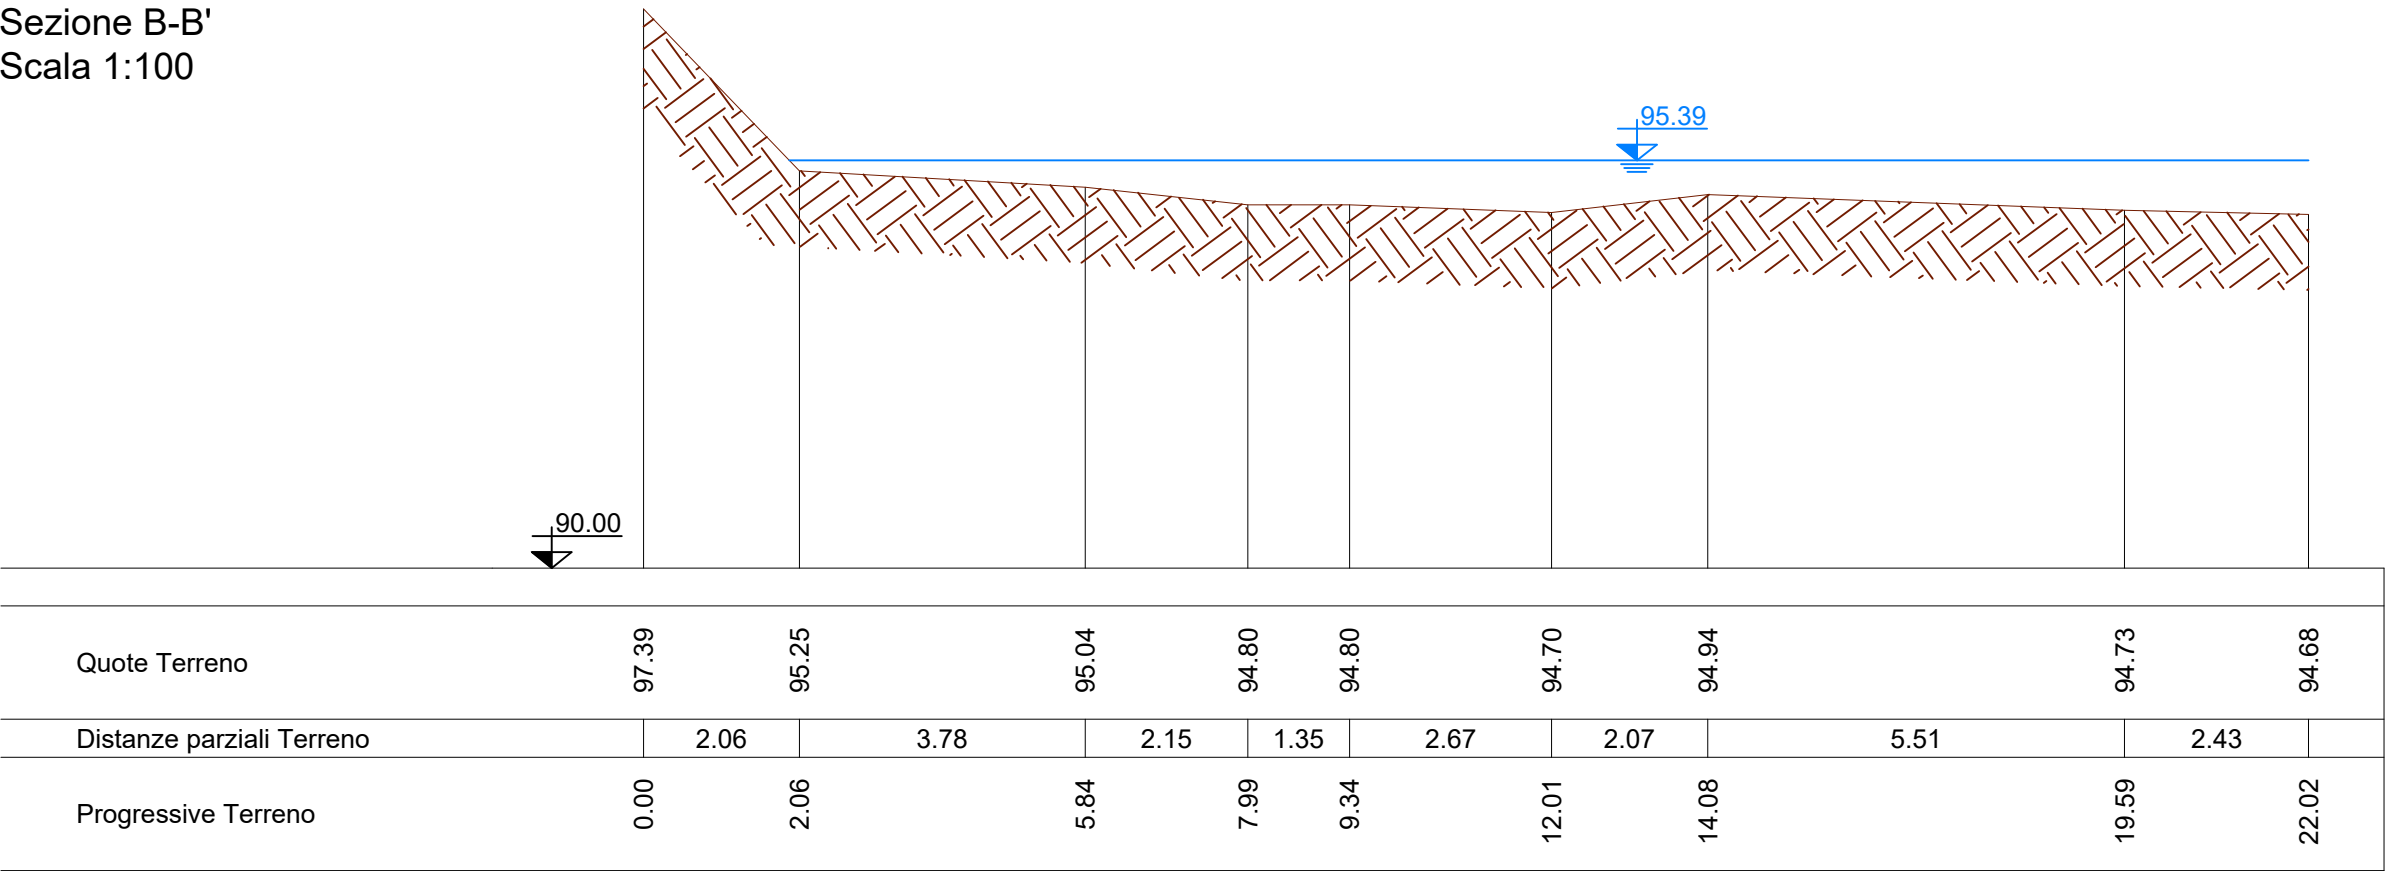 Sezione B-B'
Scala 1:100
95.39
90.00
Quote Terreno 97.39 95.25 95.04 94.80 94.80 94.70 94.94 94.73 94.68
Distanze parziali Terreno 2.06 3.78 2.15 1.35 2.67 2.07 5.51 2.43
Progressive Terreno 0.00 2.06 5.84 7.99 9.34 12.01 14.08 19.59 22.02